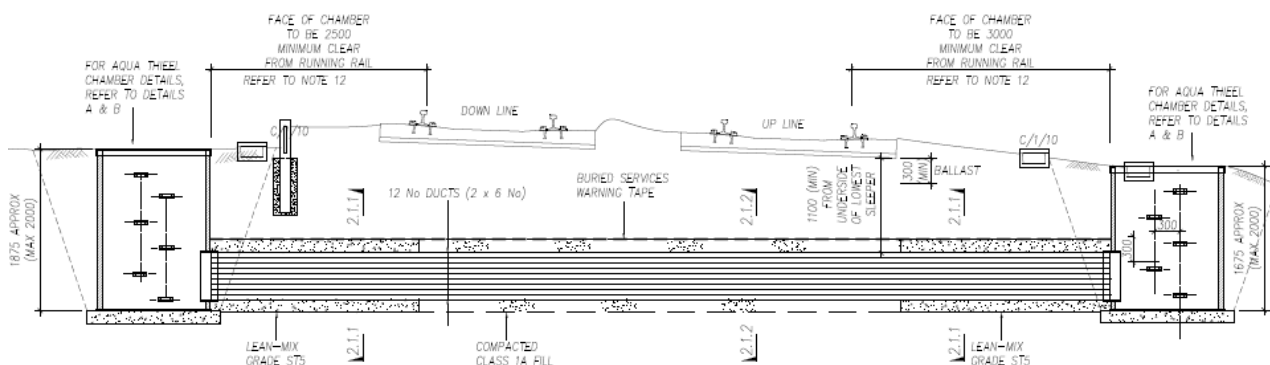 FACE OF CHAMBER
TO BE 2500
MINIMUM CLEAR
FROM RUNNING RAIL
REFER TO NOTE 12
FACE OF CHAMBER
TO BE 3000
MINIMUM CLEAR
FROM RUNNING RAIL
REFER TO NOTE 12
FOR AQUA THEEL
CHAMBER DETAILS,
REFER TO DETAILS
A & B
FOR AQUA THEEL
CHAMBER DETAILS,
REFER TO DETAILS
A & B
DOWN LINE
UP LINE
C/1/10
C/1/10
1875 APPROX
(MAX 2000)
2.1.1
12 No DUCTS (2 x 6 No)
BURIED SERVICES
WARNING TAPE
2.1.2
1100 (MIN)
FROM
UNDERSIDE
OF LOWEST
SLEEPER
300
(MIN)
BALLAST
2.1.1
300
300
1675 APPROX
(MAX 2000)
LEAN-MIX
GRADE ST5
2.1.1
COMPACTED
CLASS 1A FILL
2.1.2
2.1.1
LEAN-MIX
GRADE ST5